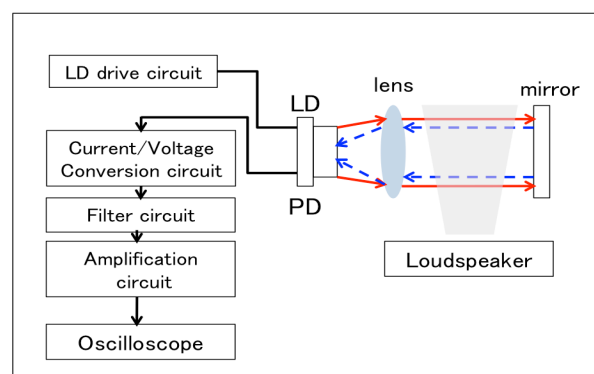 LD drive circuit
LD
lens
mirror
Current/Voltage
Conversion circuit
PD
Filter circuit
Amplification
circuit
Loudspeaker
Oscilloscope